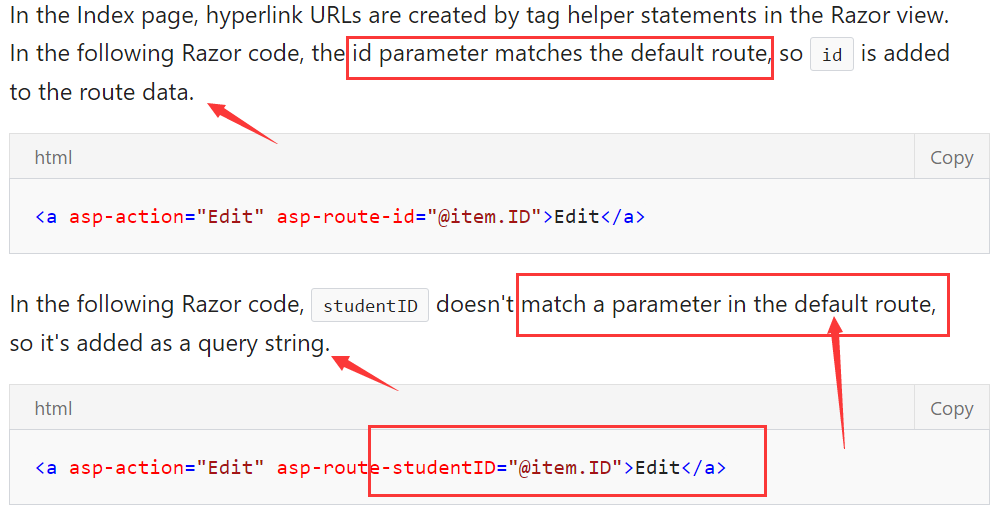 In the Index page, hyperlink URLs are created by tag helper statements in the Razor view.
In the following Razor code, the id parameter matches the default route, so id is added
to the route data.
html Copy
<a asp-action="Edit" asp-route-id="@item.ID">Edit</a>
In the following Razor code, studentID doesn't match a parameter in the default route,
so it's added as a query string.
html Copy
<a asp-action="Edit" asp-route-studentID="@item.ID">Edit</a>